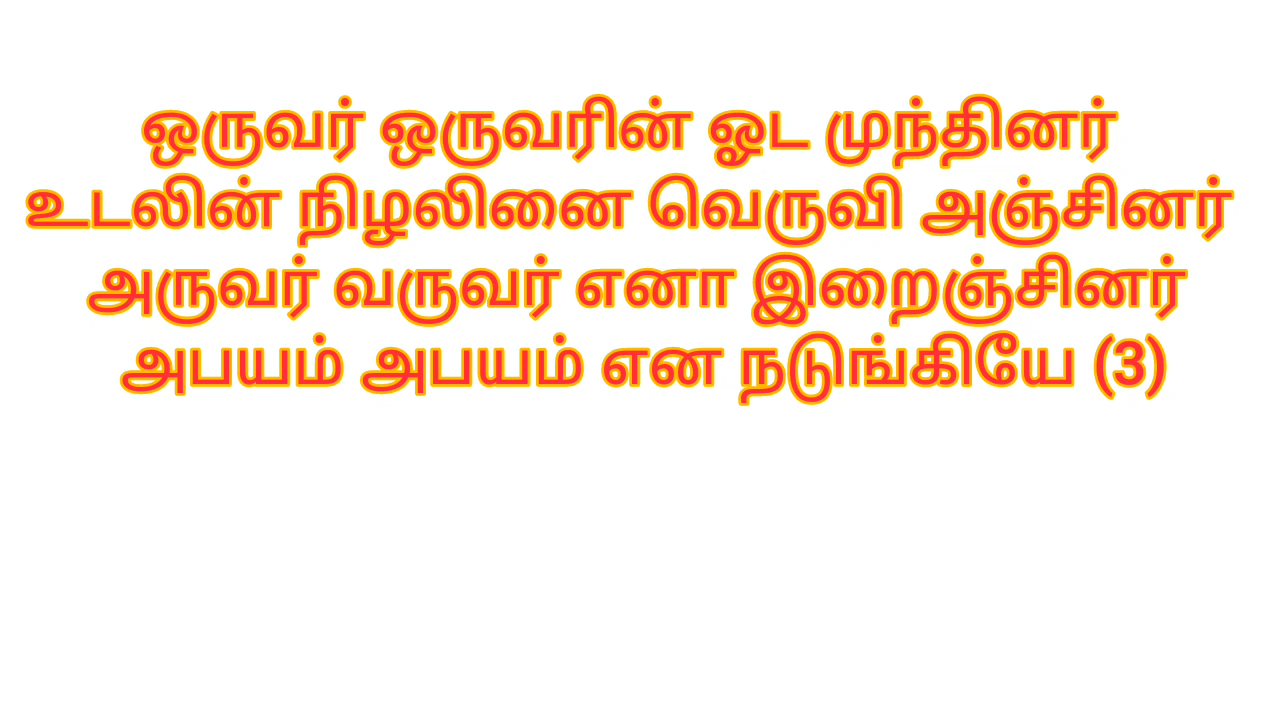 ஒருவர் ஒருவரின் ஓட முந்தினர்
உடலின் நிழலினை வெருவி அஞ்சினர்
அருவர் வருவர் எனா இறைஞ்சினர்
அபயம் அபயம் என நடுங்கியே (3)